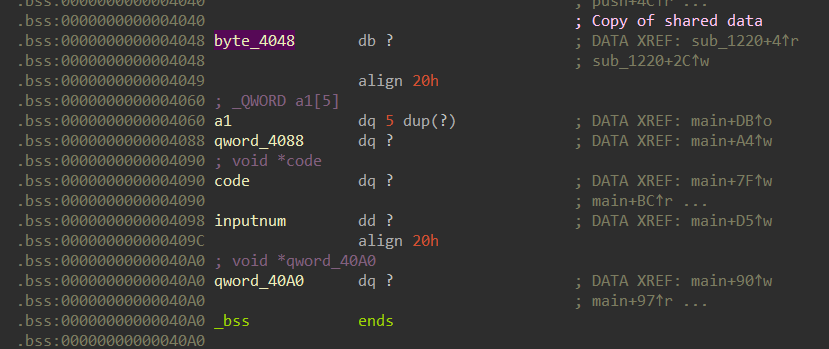 .bss:0000000000004040 ; push+4C↑r ...
.bss:0000000000004040 ; Copy of shared data
.bss:0000000000004048 byte_4048 db ? ; DATA XREF: sub_1220+4↑r
.bss:0000000000004048 ; sub_1220+2C↑w
.bss:0000000000004049 align 20h
.bss:0000000000004060 ; _QWORD a1[5]
.bss:0000000000004060 a1 dq 5 dup(?) ; DATA XREF: main+DB↑o
.bss:0000000000004088 qword_4088 dq ? ; DATA XREF: main+A4↑w
.bss:0000000000004090 ; void *code
.bss:0000000000004090 code dq ? ; DATA XREF: main+7F↑w
.bss:0000000000004090 ; main+BC↑r ...
.bss:0000000000004098 inputnum dd ? ; DATA XREF: main+D5↑w
.bss:000000000000409C align 20h
.bss:00000000000040A0 ; void *qword_40A0
.bss:00000000000040A0 qword_40A0 dq ? ; DATA XREF: main+90↑w
.bss:00000000000040A0 ; main+97↑r ...
.bss:00000000000040A0 _bss ends
.bss:00000000000040A0